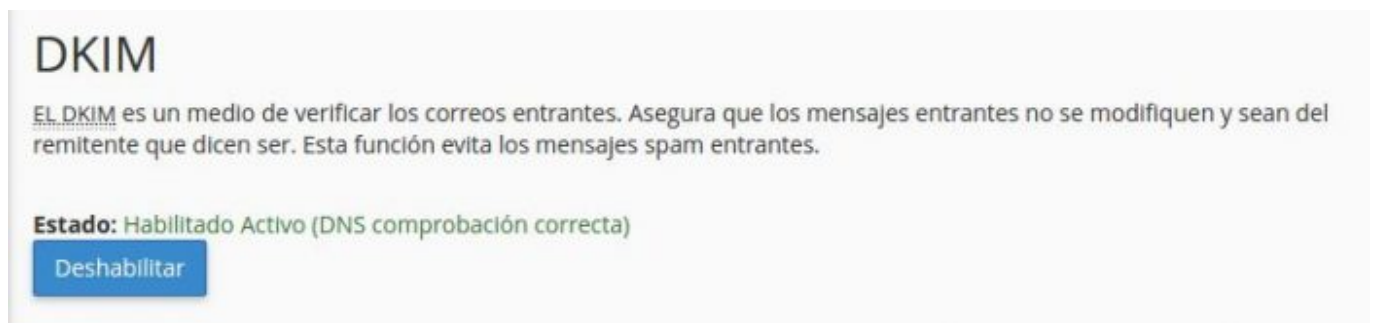 DKIM
EL DKIM es un medio de verificar los correos entrantes. Asegura que los mensajes entrantes no se modifiquen y sean del
remitente que dicen ser. Esta función evita los mensajes spam entrantes.
Estado: Habilitado Activo (DNS comprobación correcta)
Deshabilitar